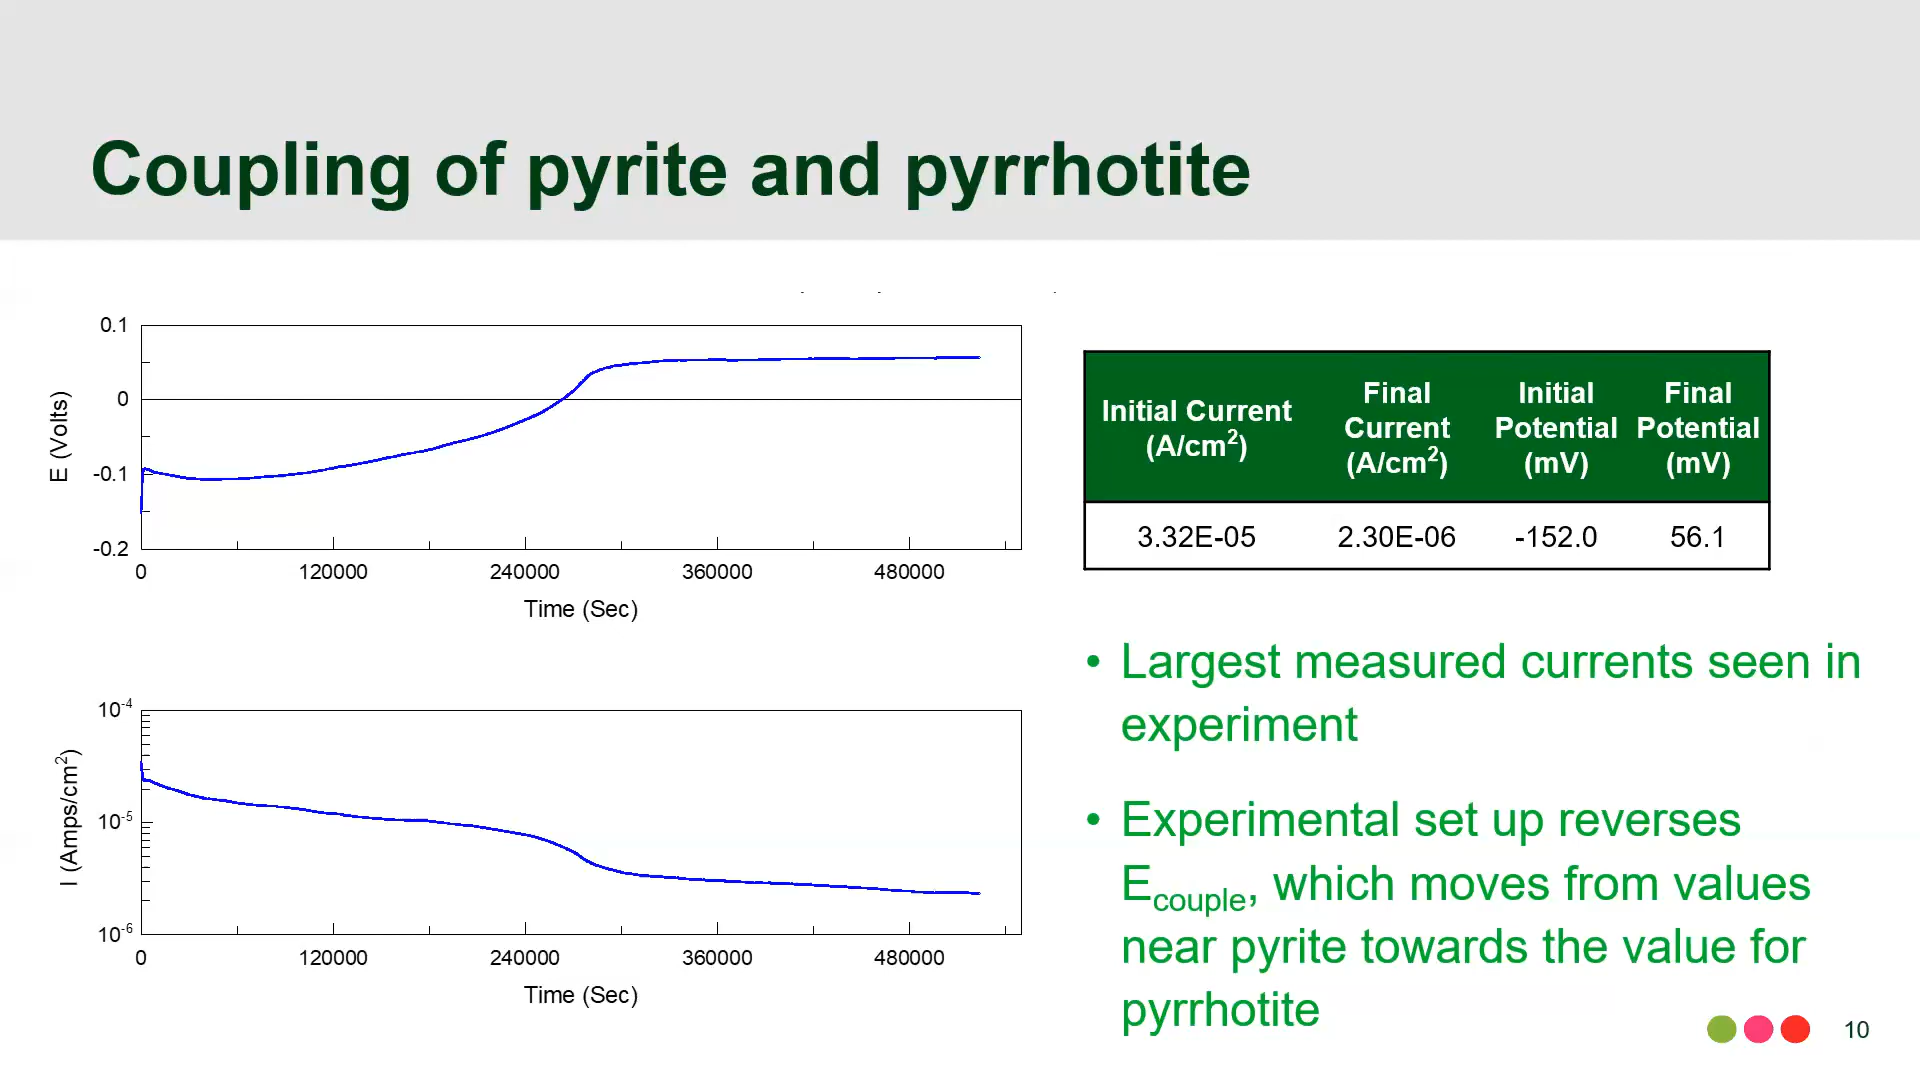 Coupling of pyrite and pyrrhotite
0.1
0
-0.1
-0.2
E (Volts)
0 120000 240000 360000 480000
Time (Sec)
10-4
10-5
10-6
I (Amps/cm2)
0 120000 240000 360000 480000
Time (Sec)
Initial Current (A/cm2)
Final Current (A/cm2)
Initial Potential (mV)
Final Potential (mV)
3.32E-05 2.30E-06 -152.0 56.1
• Largest measured currents seen in
experiment
• Experimental set up reverses
Ecouple, which moves from values
near pyrite towards the value for
pyrrhotite
10